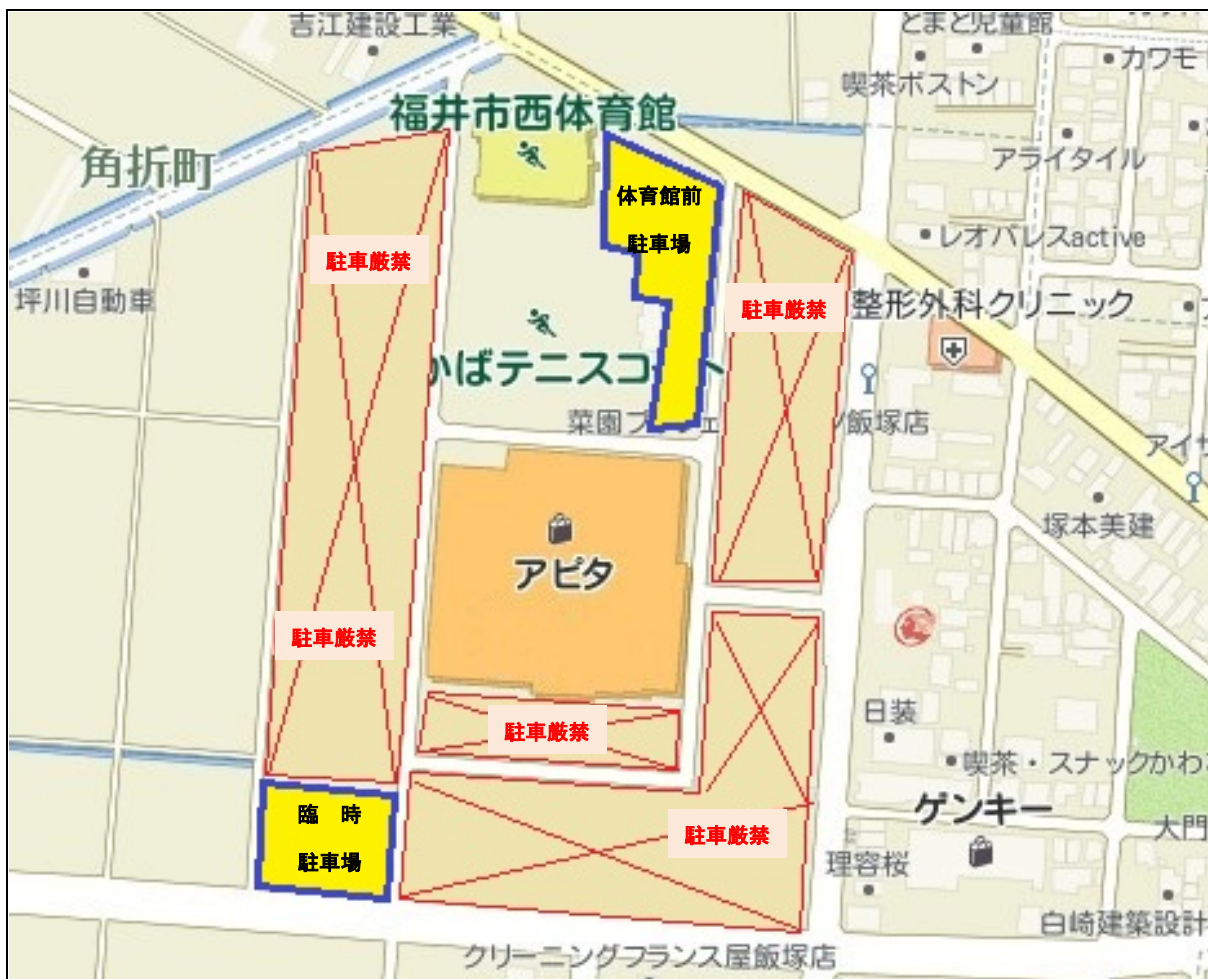 吉江建設工業
とまと児童館
カワモ
喫茶ボストン
福井市西体育館
角折町
アライタイル
体育館前
駐車場
レオパレスactive
駐車厳禁
坪川自動車
駐車厳禁
整形外科クリニック
かばテニスコート
菜園ブ
飯塚店
アイサ
塚本美建
アピタ
駐車厳禁
日装
駐車厳禁
喫茶・スナックかわ
ゲンキー
臨 時
駐車場
駐車厳禁
大門
理容桜
白崎建築設計
クリーニングフランス屋飯塚店